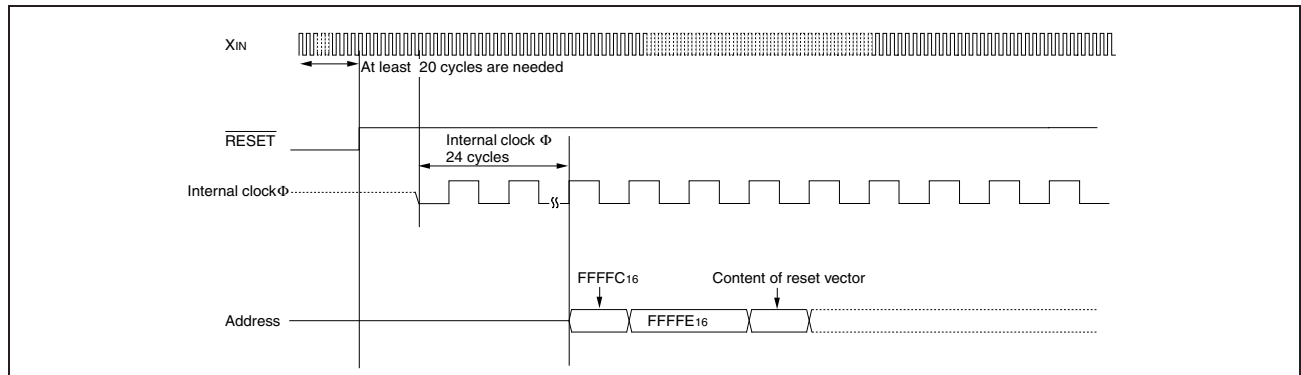 XIN
At least 20 cycles are needed
RESET
Internal clock Φ
24 cycles
Internal clockΦ
FFFFC16
Content of reset vector
Address
FFFFE16